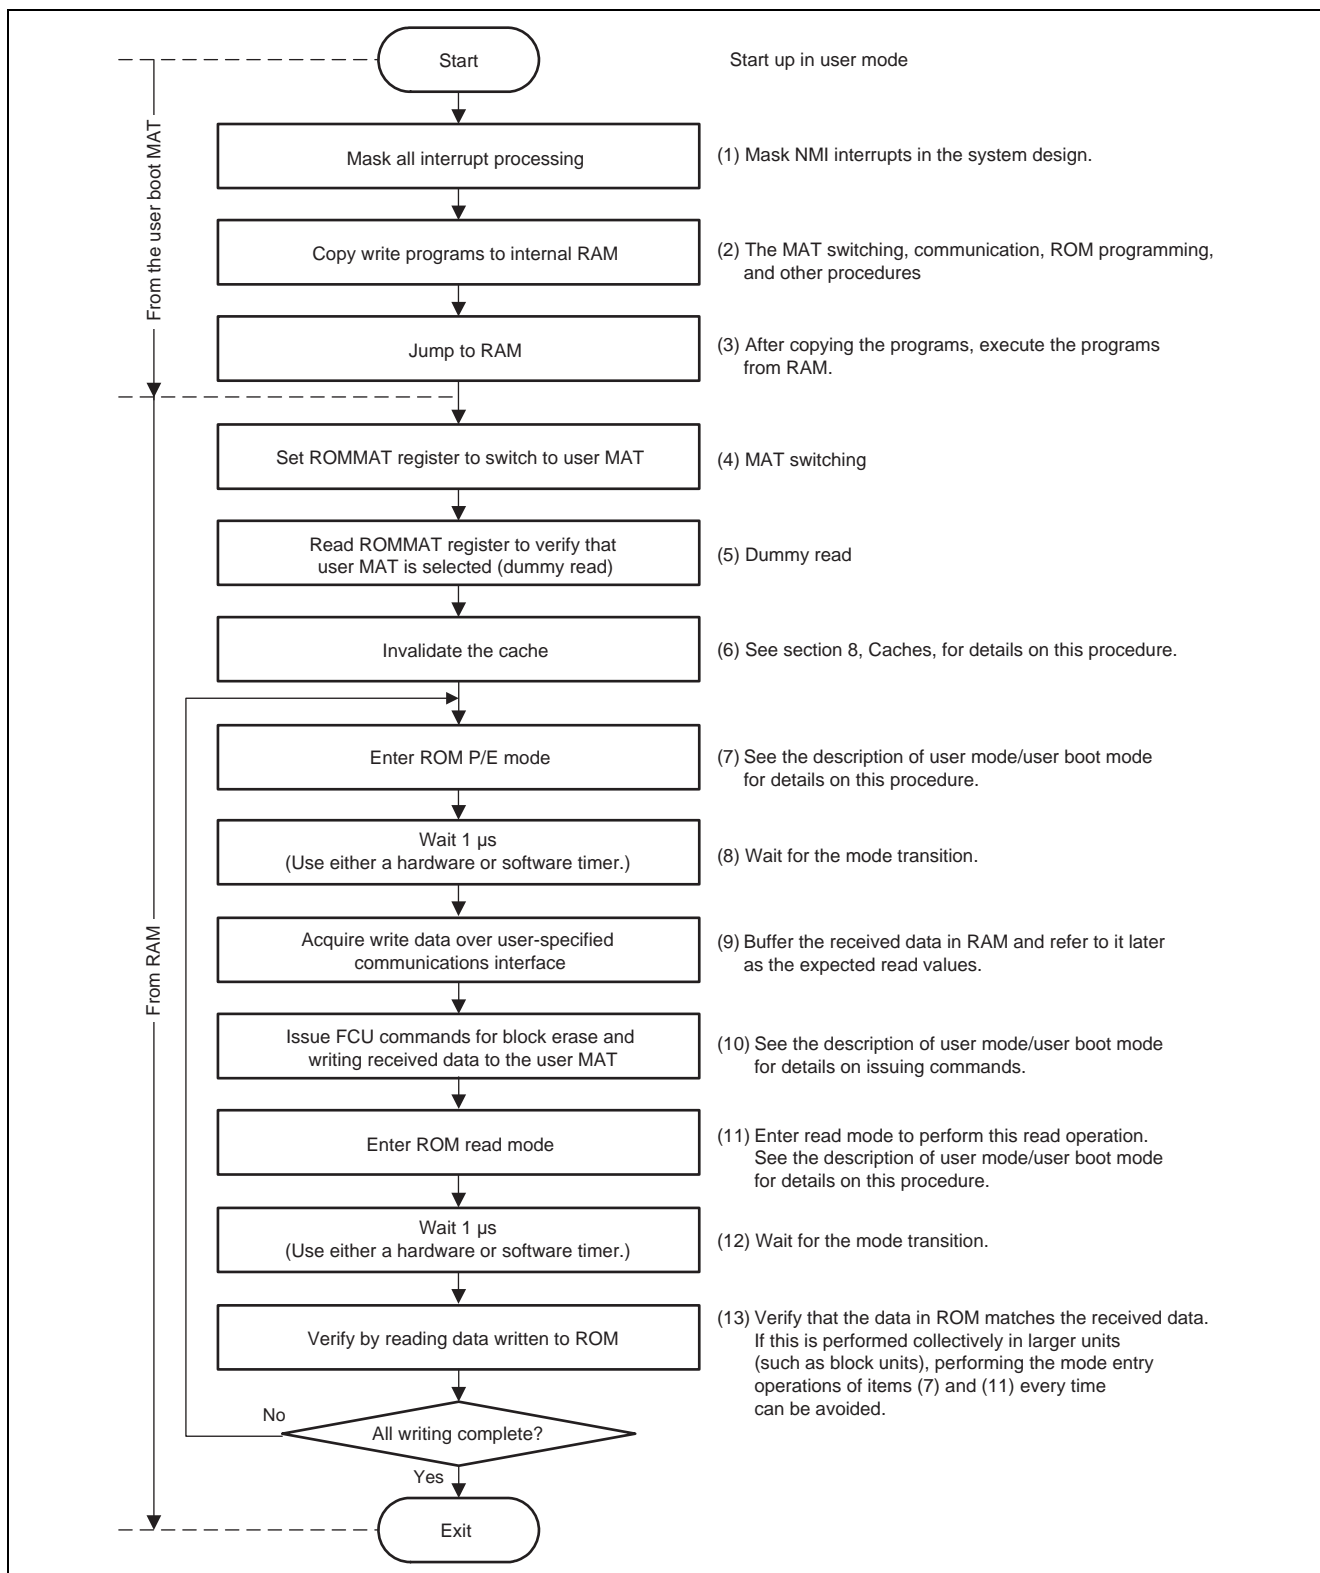 Start
Start up in user mode
From the user boot MAT
Mask all interrupt processing
(1) Mask NMI interrupts in the system design.
Copy write programs to internal RAM
(2) The MAT switching, communication, ROM programming,
and other procedures
Jump to RAM
(3) After copying the programs, execute the programs
from RAM.
From RAM
Set ROMMAT register to switch to user MAT
(4) MAT switching
Read ROMMAT register to verify that
user MAT is selected (dummy read)
(5) Dummy read
Invalidate the cache
(6) See section 8, Caches, for details on this procedure.
Enter ROM P/E mode
(7) See the description of user mode/user boot mode
for details on this procedure.
Wait 1 µs
(Use either a hardware or software timer.)
(8) Wait for the mode transition.
Acquire write data over user-specified
communications interface
(9) Buffer the received data in RAM and refer to it later
as the expected read values.
Issue FCU commands for block erase and
writing received data to the user MAT
(10) See the description of user mode/user boot mode
for details on issuing commands.
Enter ROM read mode
(11) Enter read mode to perform this read operation.
See the description of user mode/user boot mode
for details on this procedure.
Wait 1 µs
(Use either a hardware or software timer.)
(12) Wait for the mode transition.
Verify by reading data written to ROM
(13) Verify that the data in ROM matches the received data.
If this is performed collectively in larger units
(such as block units), performing the mode entry
operations of items (7) and (11) every time
can be avoided.
No
All writing complete?
Yes
Exit